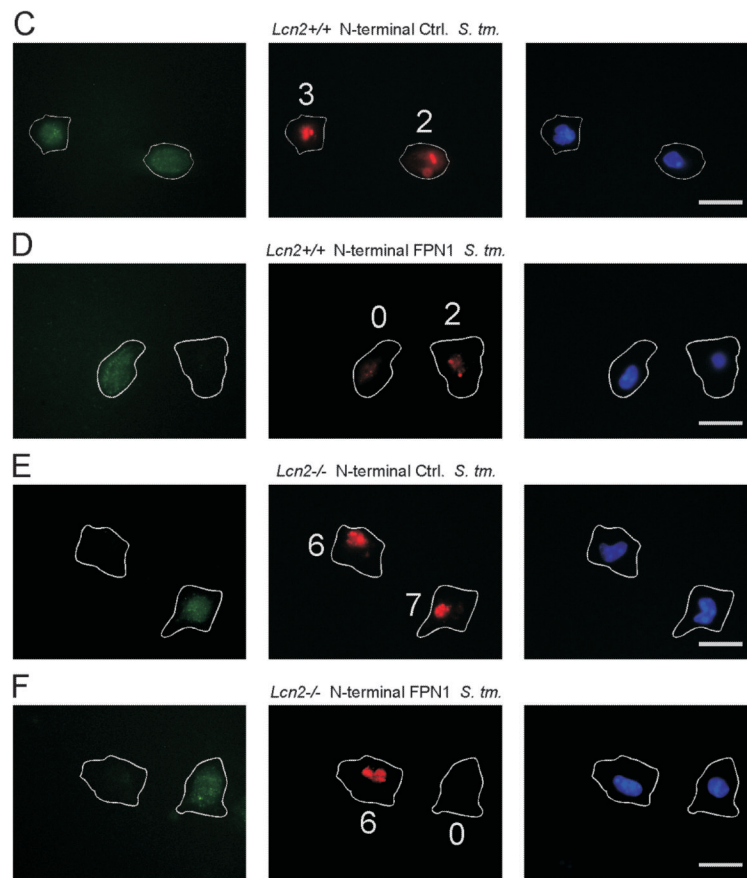 C
Lcn2+/+ N-terminal Ctrl. S. tm.
3
2
D
Lcn2+/+ N-terminal FPN1 S. tm.
0 2
E
Lcn2-/- N-terminal Ctrl. S. tm.
6
7
F
Lcn2-/- N-terminal FPN1 S. tm.
6
0